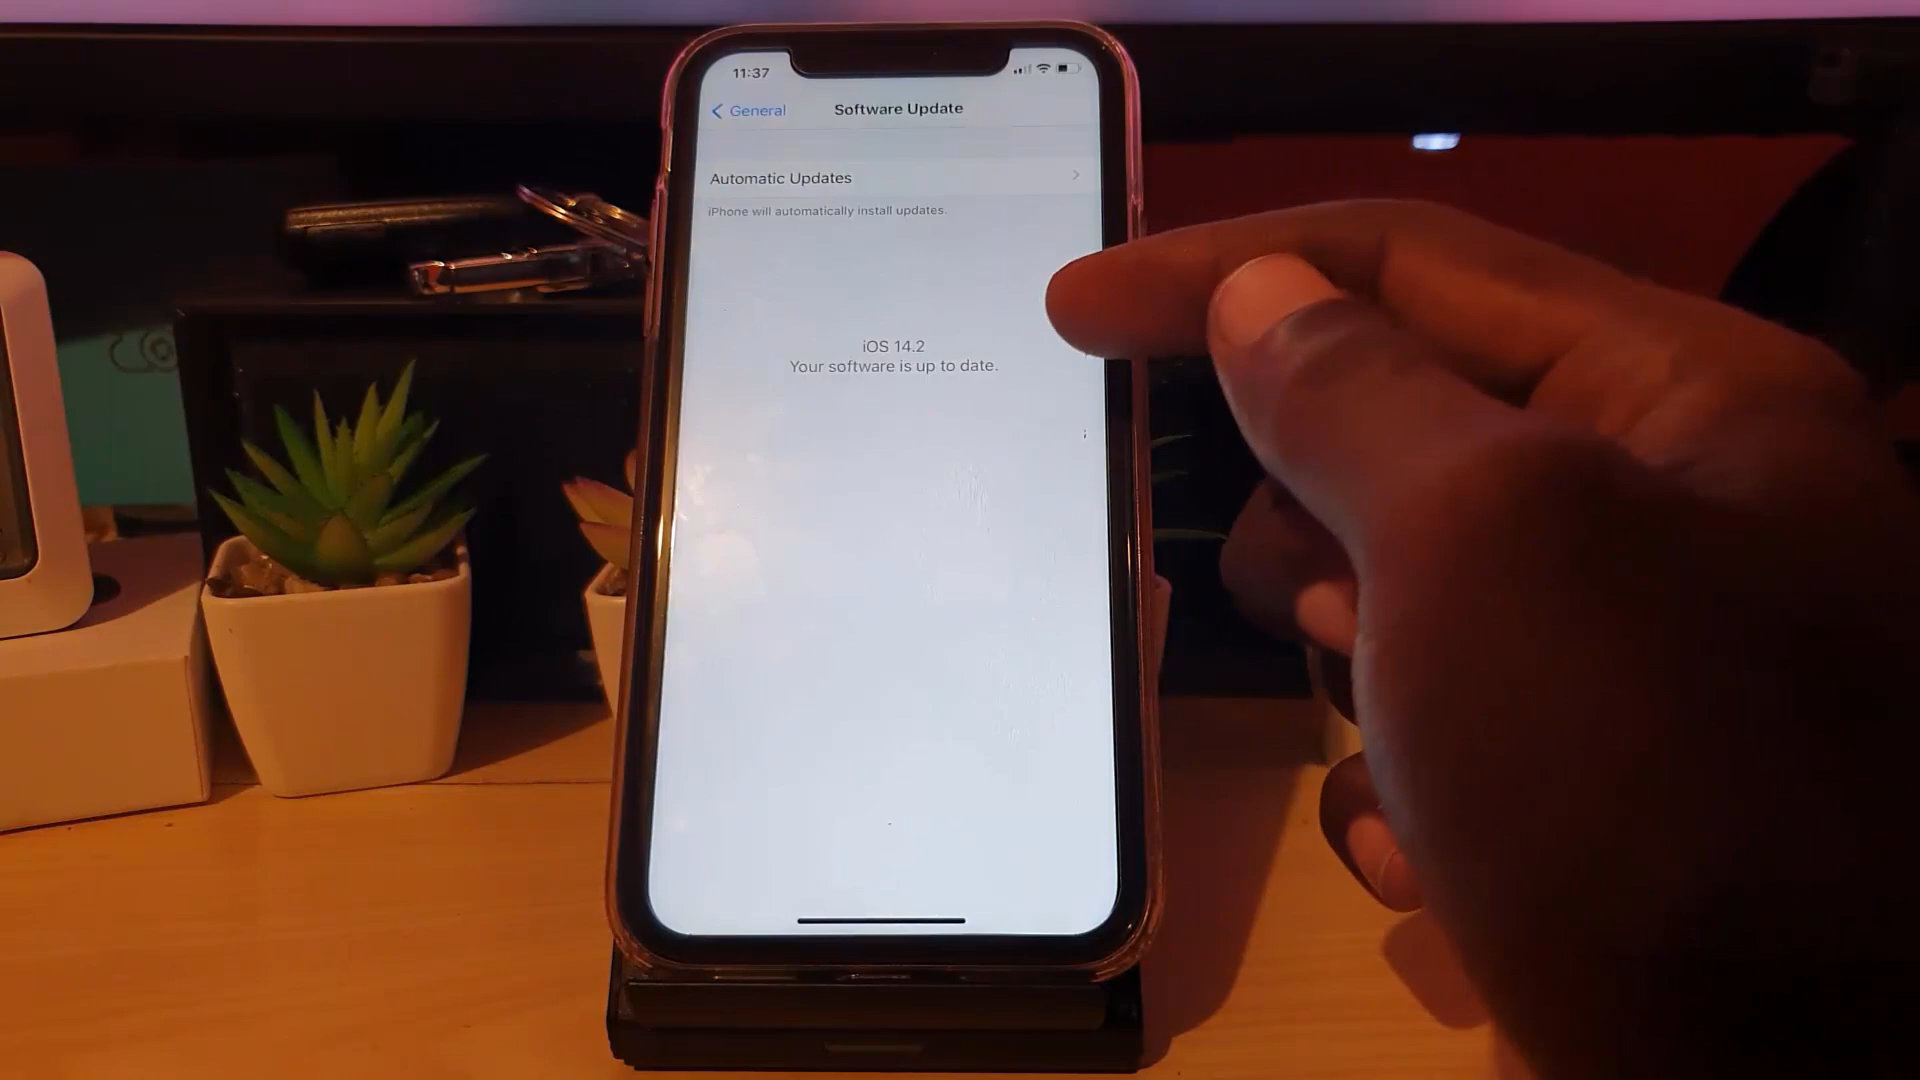 11:37
General
Software Update
Automatic Updates
iPhone will automatically install updates.
iOS 14.2
Your software is up to date.